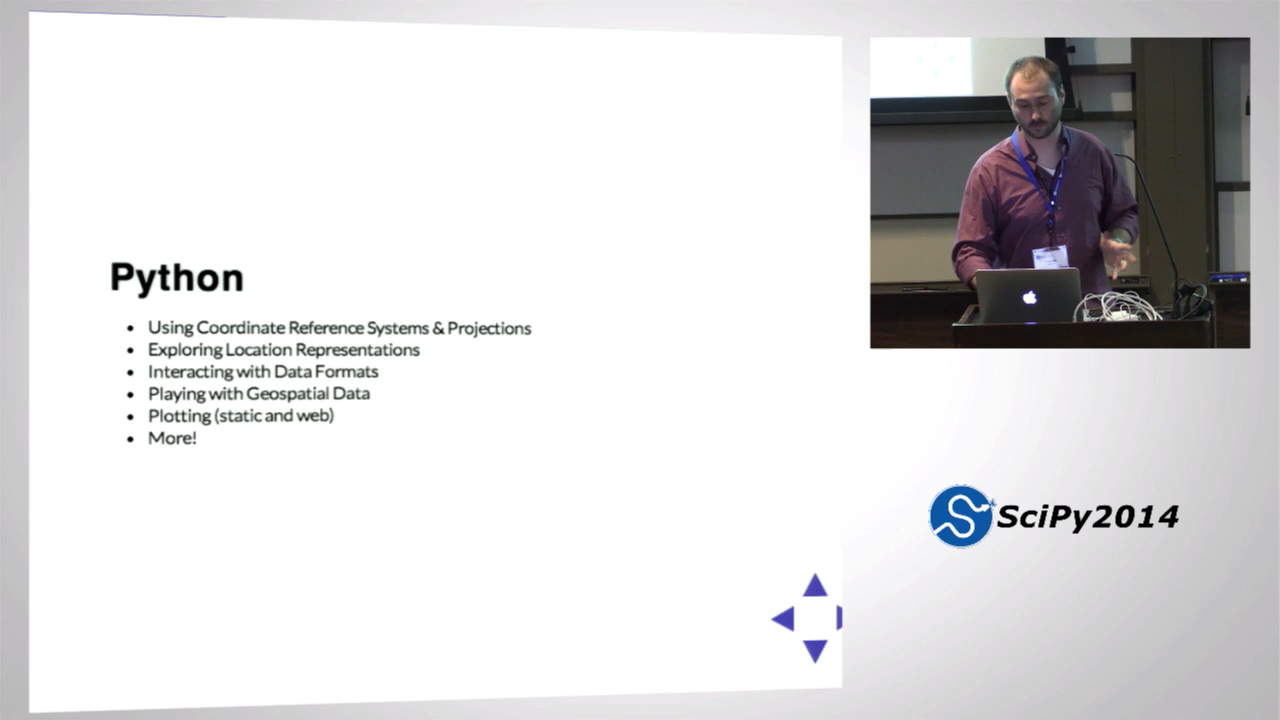 Python
• Using Coordinate Reference Systems & Projections
• Exploring Location Representations
• Interacting with Data Formats
• Playing with Geospatial Data
• Plotting (static and web)
• More!
SciPy2014